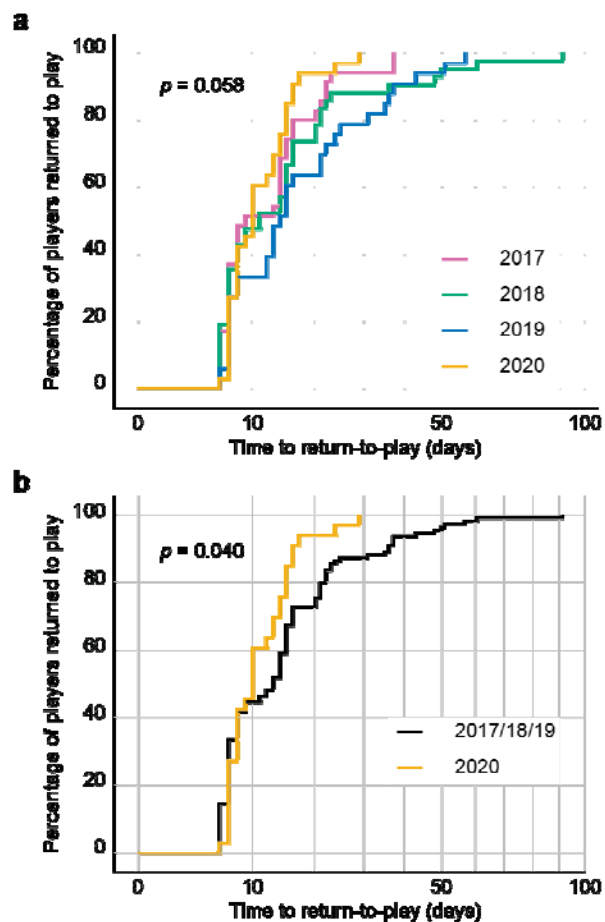 a
Percentage of players returned to play
100
80
60
40
20
0
p = 0.058
2017
2018
2019
2020
0 10 50 100
Time to return-to-play (days)
b
Percentage of players returned to play
100
80
60
40
20
0
p = 0.040
2017/18/19
2020
0 10 50 100
Time to return-to-play (days)